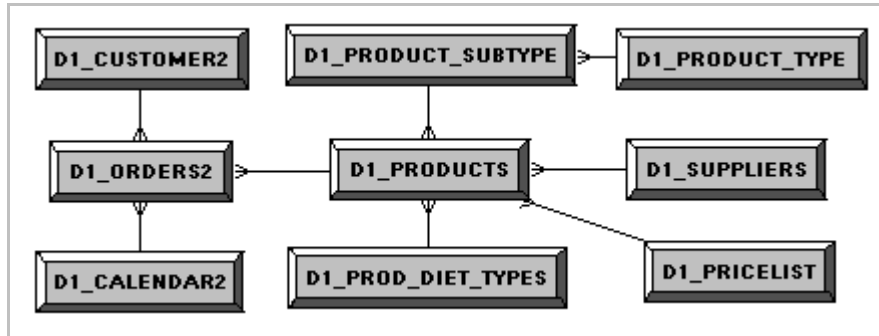 D1_CUSTOMER2
D1_PRODUCT_SUBTYPE
D1_PRODUCT_TYPE
D1_ORDERS2
D1_PRODUCTS
D1_SUPPLIERS
D1_CALENDAR2
D1_PROD_DIET_TYPES
D1_PRICELIST